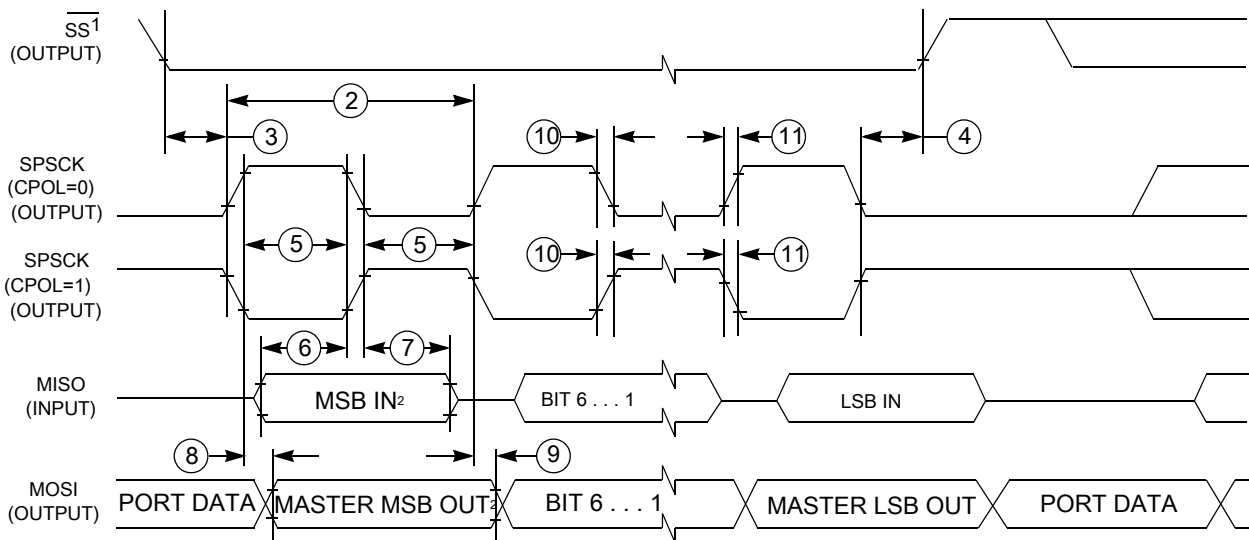 SS1
(OUTPUT)
2
3
10
11
4
SPSCK
(CPOL=0)
(OUTPUT)
5
5
SPSCK
(CPOL=1)
(OUTPUT)
10
11
6
7
MISO
(INPUT)
MSB IN2
BIT 6 . . . 1
LSB IN
8
9
MOSI
(OUTPUT)
PORT DATA
MASTER MSB OUT2
BIT 6 . . . 1
MASTER LSB OUT
PORT DATA